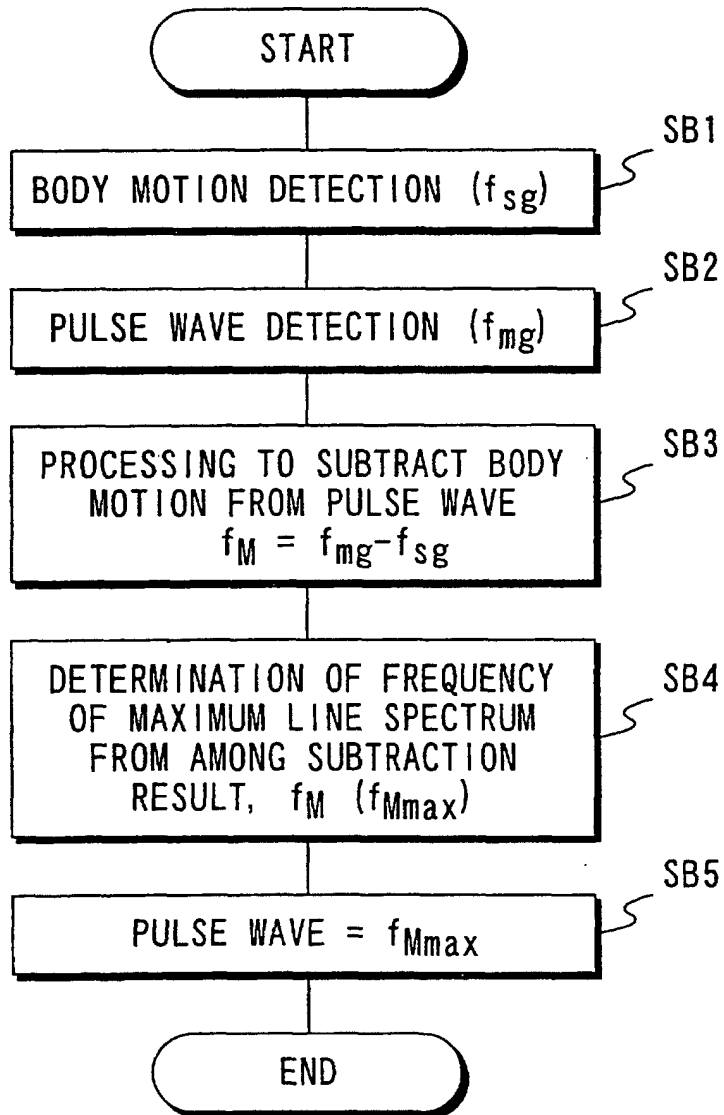 START
SB1
BODY MOTION DETECTION (fsg)
SB2
PULSE WAVE DETECTION (fmg)
SB3
PROCESSING TO SUBTRACT BODY
MOTION FROM PULSE WAVE
fM = fmg-fsg
SB4
DETERMINATION OF FREQUENCY
OF MAXIMUM LINE SPECTRUM
FROM AMONG SUBTRACTION
RESULT, fM (fMmax)
SB5
PULSE WAVE = fMmax
END